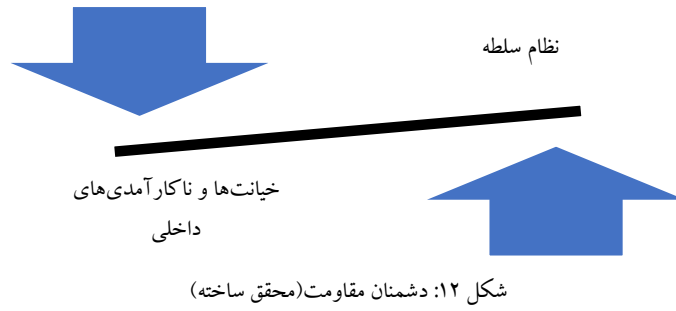 نظام سلطه
خیانت‌ها و ناکارآمدی‌های
داخلی
شکل ۱۲: دشمنان مقاومت(محقق ساخته)